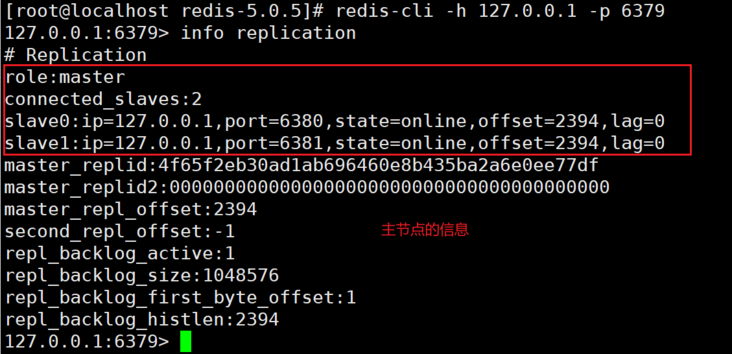 [root@localhost redis-5.0.5]# redis-cli -h 127.0.0.1 -p 6379
127.0.0.1:6379> info replication
# Replication
role:master
connected_slaves:2
slave0:ip=127.0.0.1,port=6380,state=online,offset=2394,lag=0
slave1:ip=127.0.0.1,port=6381,state=online,offset=2394,lag=0
master_replid:4f65f2eb30ad1ab696460e8b435ba2a6e0ee77df
master_replid2:0000000000000000000000000000000000000000
master_repl_offset:2394
second_repl_offset:-1
主节点的信息
repl_backlog_active:1
repl_backlog_size:1048576
repl_backlog_first_byte_offset:1
repl_backlog_histlen:2394
127.0.0.1:6379>